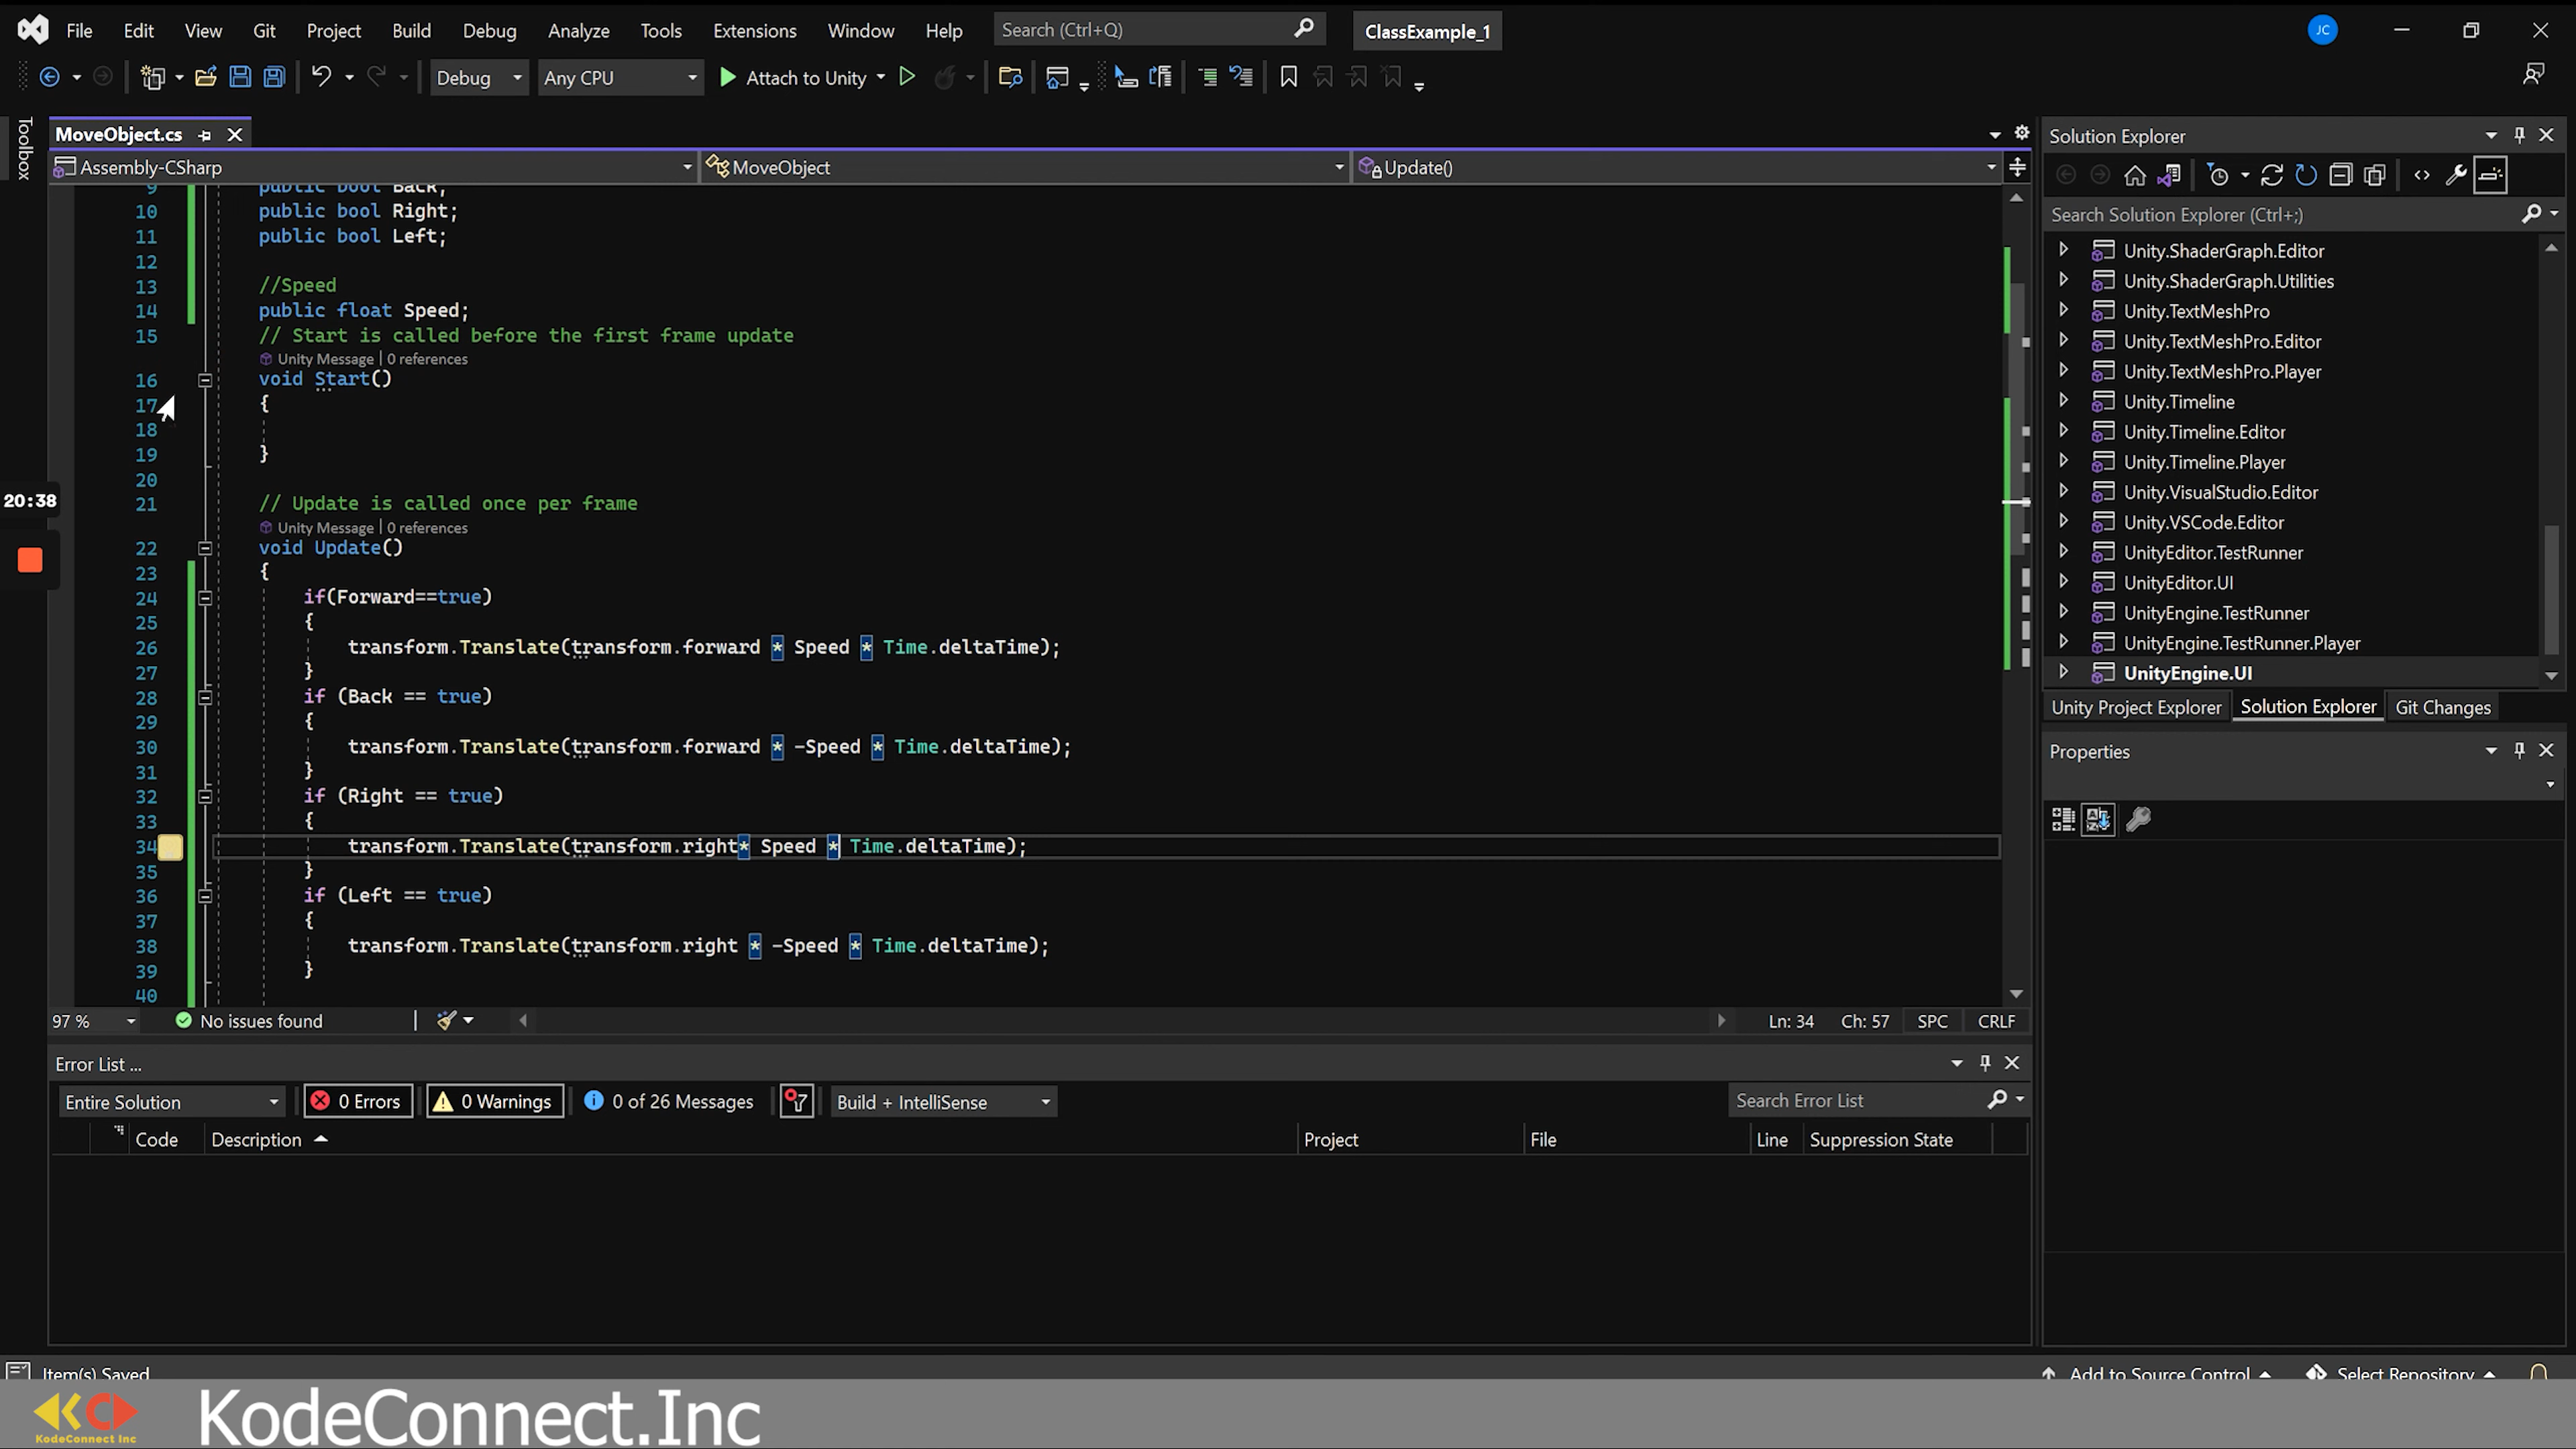 File Edit View Git Project Build Debug Analyze Tools Extensions Window Help Search (Ctrl+Q) ClassExample_1 JC
Debug Any CPU Attach to Unity
Toolbox
MoveObject.cs
Assembly-CSharp MoveObject Update()
9 public bool Back;
10 public bool Right;
11 public bool Left;
12
13 //Speed
14 public float Speed;
15 // Start is called before the first frame update
Unity Message | 0 references
16 void Start()
17 {
18
19 }
20
21 // Update is called once per frame
Unity Message | 0 references
22 void Update()
23 {
24 if(Forward==true)
25 {
26 transform.Translate(transform.forward * Speed * Time.deltaTime);
27 }
28 if (Back == true)
29 {
30 transform.Translate(transform.forward * -Speed * Time.deltaTime);
31 }
32 if (Right == true)
33 {
34 transform.Translate(transform.right* Speed * Time.deltaTime);
35 }
36 if (Left == true)
37 {
38 transform.Translate(transform.right * -Speed * Time.deltaTime);
39 }
40
20:38
97 % No issues found Ln: 34 Ch: 57 SPC CRLF
Error List ...
Entire Solution 0 Errors 0 Warnings 0 of 26 Messages Build + IntelliSense Search Error List
Code Description Project File Line Suppression State
Solution Explorer
Search Solution Explorer (Ctrl+;)
Unity.ShaderGraph.Editor
Unity.ShaderGraph.Utilities
Unity.TextMeshPro
Unity.TextMeshPro.Editor
Unity.TextMeshPro.Player
Unity.Timeline
Unity.Timeline.Editor
Unity.Timeline.Player
Unity.VisualStudio.Editor
Unity.VSCode.Editor
UnityEditor.TestRunner
UnityEditor.UI
UnityEngine.TestRunner
UnityEngine.TestRunner.Player
UnityEngine.UI
Unity Project Explorer Solution Explorer Git Changes
Properties
Item(s) Saved Add to Source Control Select Repository
KodeConnect Inc
KodeConnect.Inc